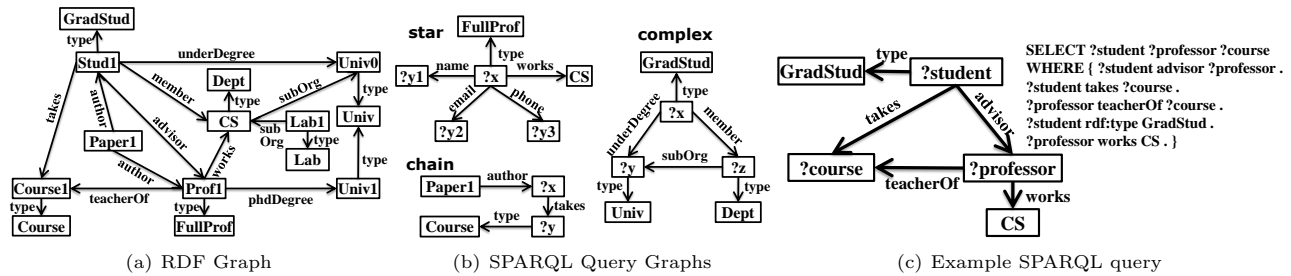 GradStud
type
Stud1
underDegree
Univ0
takes
author
member
advisor
Dept
type
subOrg
type
CS
sub
Org
Lab1
Univ
type
Lab
Paper1
author
works
type
Course1
teacherOf
Prof1
phdDegree
Univ1
type
type
Course
FullProf
(a) RDF Graph
star
FullProf
type
?y1
name
?x
works
CS
email
phone
?y2
?y3
chain
Paper1
author
?x
takes
Course
type
?y
complex
GradStud
type
?x
underDegree
member
?y
subOrg
?z
type
type
Univ
Dept
(b) SPARQL Query Graphs
GradStud
type
?student
takes
advisor
?course
teacherOf
?professor
works
CS
SELECT ?student ?professor ?course
WHERE { ?student advisor ?professor .
?student takes ?course .
?professor teacherOf ?course .
?student rdf:type GradStud .
?professor works CS . }
(c) Example SPARQL query